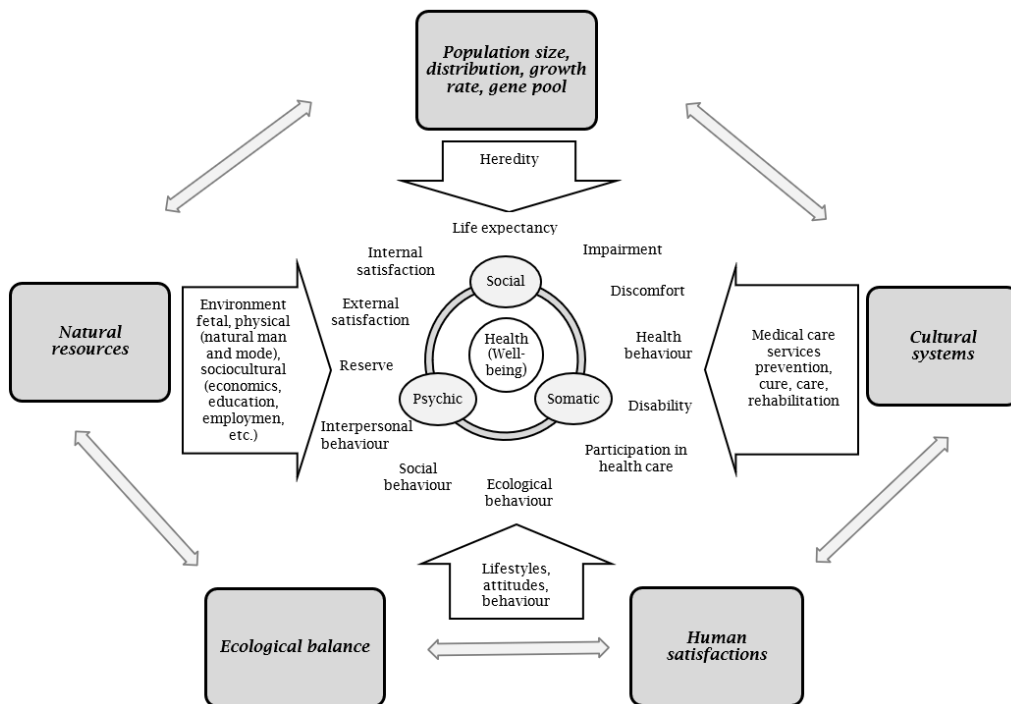 Population size,
distribution, growth
rate, gene pool
Heredity
Life expectancy
Internal
satisfaction
Impairment
Social
Discomfort
External
satisfaction
Health
behaviour
Health
(Well-
being)
Reserve
Psychic
Somatic
Disability
Interpersonal
behaviour
Participation in
health care
Social
behaviour
Ecological
behaviour
Natural
resources
Environment
fetal, physical
(natural man
and mode),
sociocultural
(economics,
education,
employmen,
etc.)
Medical care
services
prevention,
cure, care,
rehabilitation
Cultural
systems
Lifestyles,
attitudes,
behaviour
Ecological balance
Human
satisfactions